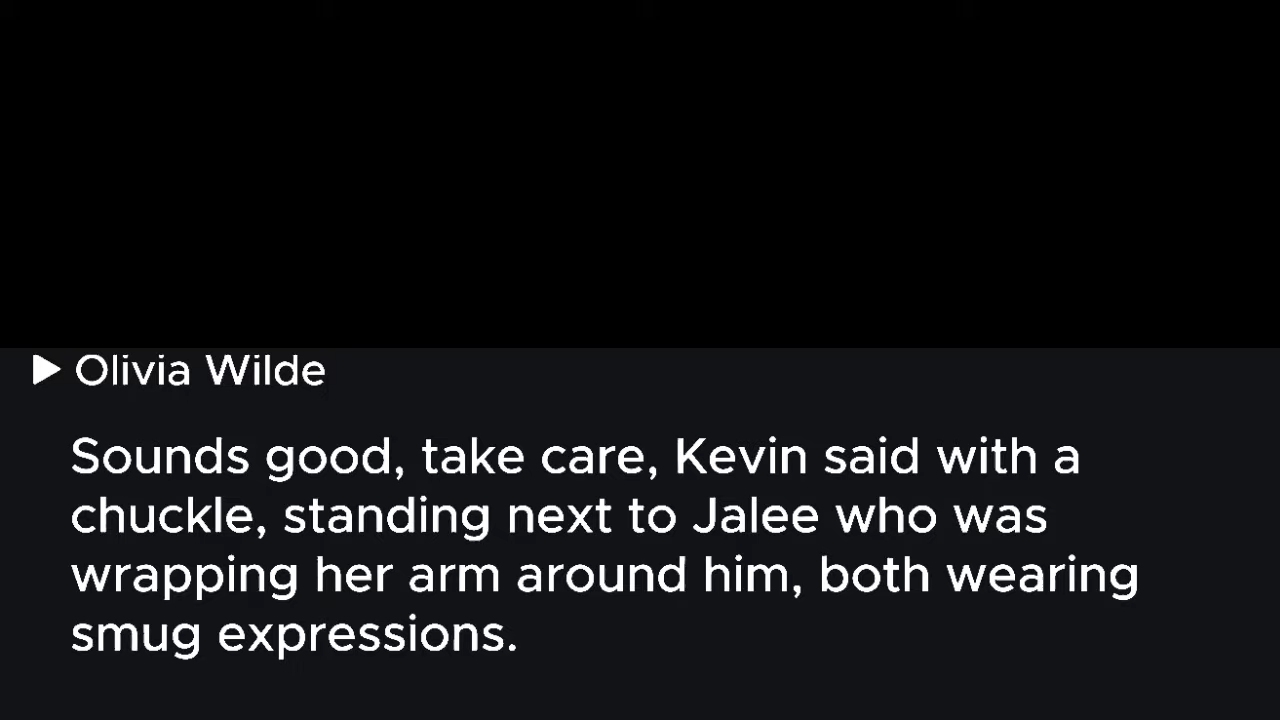 Olivia Wilde
Sounds good, take care, Kevin said with a
chuckle, standing next to Jalee who was
wrapping her arm around him, both wearing
smug expressions.